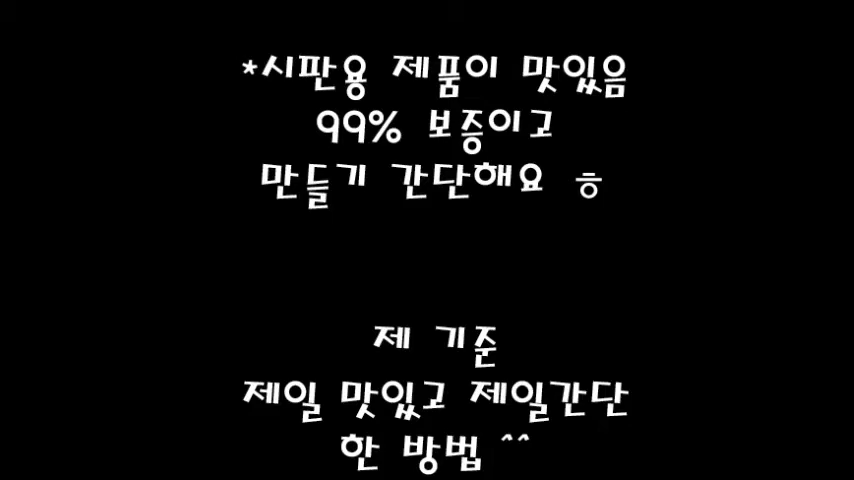 *시판용 제품이 맛있음
99% 보증이고
만들기 간단해요 ㅎ
제 기준
제일 맛있고 제일간단
한 방법 ^^